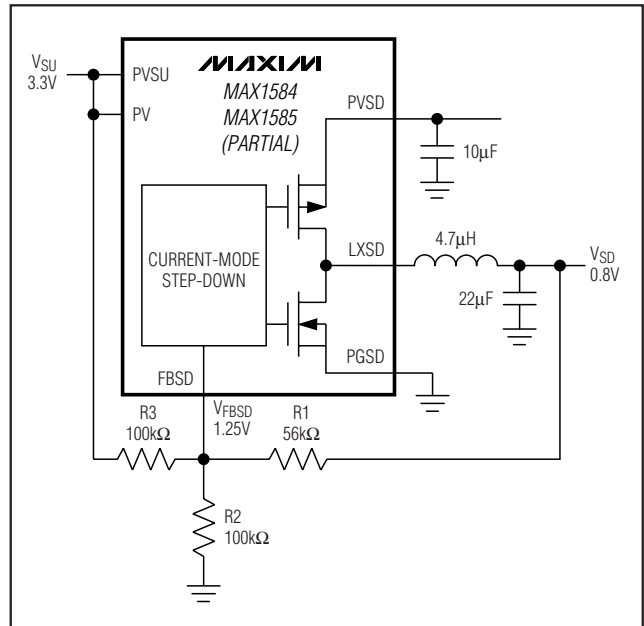 MAXIM
MAX1584
MAX1585
(PARTIAL)
VSU
3.3V
PVSU
PV
PVSD
10µF
CURRENT-MODE
STEP-DOWN
LXSD
4.7µH
VSD
0.8V
22µF
PGSD
FBSD
VFBSD
1.25V
R3
100kΩ
R1
56kΩ
R2
100kΩ